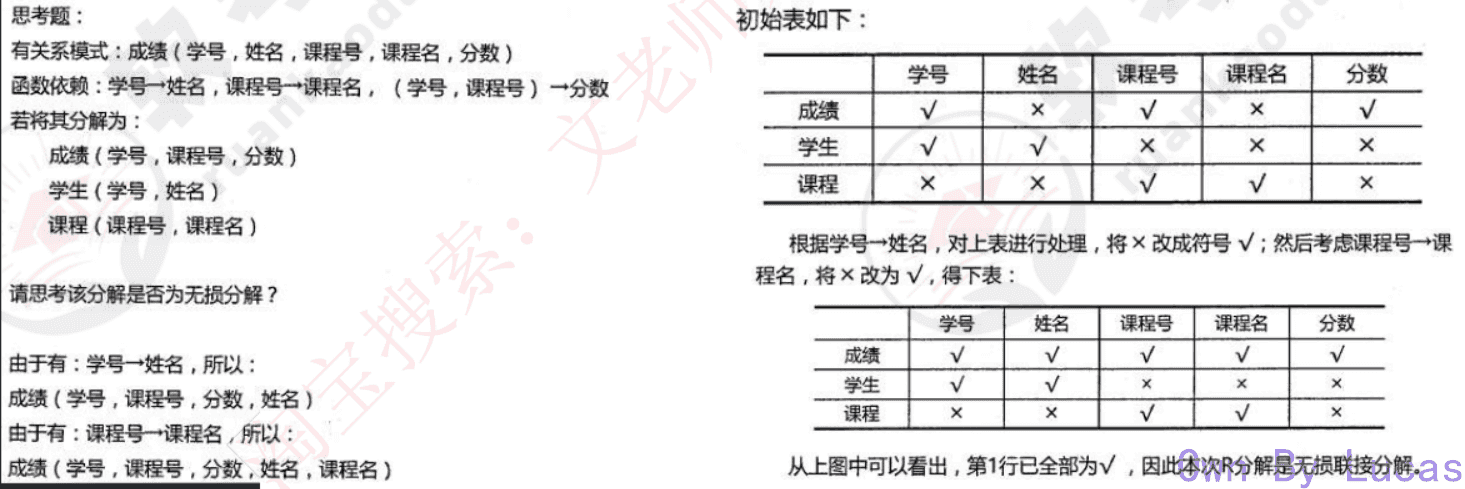 思考题：
有关系模式：成绩（学号，姓名，课程号，课程名，分数）
函数依赖：学号→姓名，课程号→课程名，（学号，课程号）→分数
若将其分解为：
成绩（学号，课程号，分数）
学生（学号，姓名）
课程（课程号，课程名）
请思考该分解是否为无损分解？
由于有：学号→姓名，所以：
成绩（学号，课程号，分数，姓名）
由于有：课程号→课程名，所以：
成绩（学号，课程号，分数，姓名，课程名）
初始表如下：
学号 姓名 课程号 课程名 分数
成绩 √ × √ × √
学生 √ √ × × ×
课程 × × √ √ ×
根据学号→姓名，对上表进行处理，将×改成符号√；然后考虑课程号→课
程名，将×改为√，得下表：
学号 姓名 课程号 课程名 分数
成绩 √ √ √ √ √
学生 √ √ × × ×
课程 × × √ √ ×
从上图中可以看出，第1行已全部为√，因此本次R分解是无损联接分解。
淘宝搜索：文老师
Own By Lucas